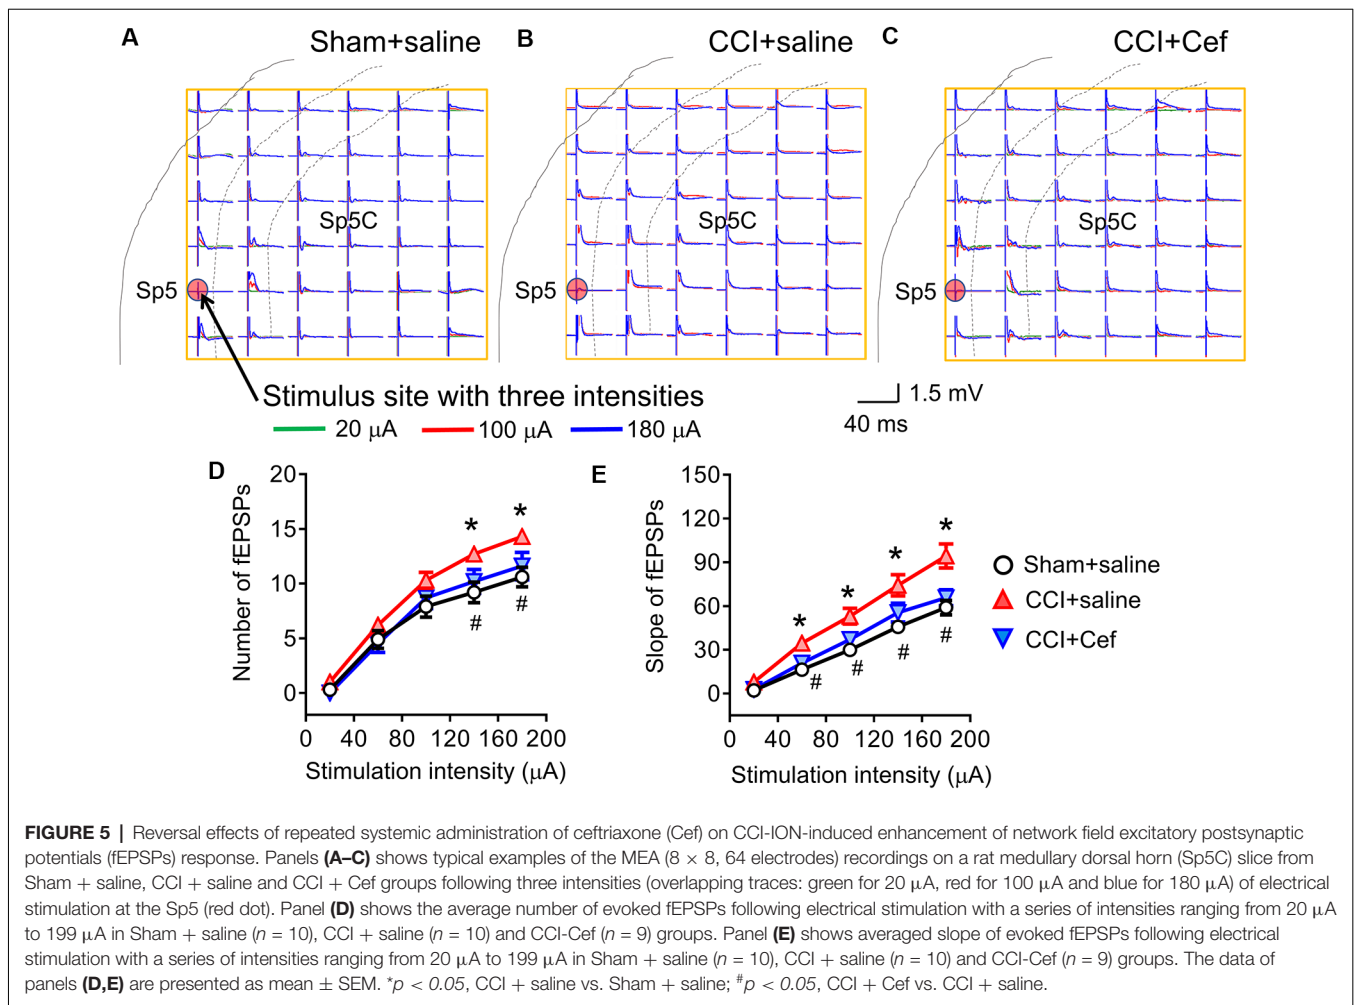 A
Sham+saline
B
CCI+saline
C
CCI+Cef
Sp5C
Sp5
Sp5C
Sp5
Sp5C
Sp5
Stimulus site with three intensities
20 µA
100 µA
180 µA
1.5 mV
40 ms
D
Number of fEPSPs
20
15
10
5
0
* *
# #
0 40 80 120 160 200
Stimulation intensity (µA)
E
Slope of fEPSPs
150
120
90
60
30
0
* * * *
# # # #
0 40 80 120 160 200
Stimulation intensity (µA)
Sham+saline
CCI+saline
CCI+Cef
FIGURE 5 | Reversal effects of repeated systemic administration of ceftriaxone (Cef) on CCI-ION-induced enhancement of network field excitatory postsynaptic
potentials (fEPSPs) response. Panels (A–C) shows typical examples of the MEA (8 × 8, 64 electrodes) recordings on a rat medullary dorsal horn (Sp5C) slice from
Sham + saline, CCI + saline and CCI + Cef groups following three intensities (overlapping traces: green for 20 µA, red for 100 µA and blue for 180 µA) of electrical
stimulation at the Sp5 (red dot). Panel (D) shows the average number of evoked fEPSPs following electrical stimulation with a series of intensities ranging from 20 µA
to 199 µA in Sham + saline (n = 10), CCI + saline (n = 10) and CCI-Cef (n = 9) groups. Panel (E) shows averaged slope of evoked fEPSPs following electrical
stimulation with a series of intensities ranging from 20 µA to 199 µA in Sham + saline (n = 10), CCI + saline (n = 10) and CCI-Cef (n = 9) groups. The data of
panels (D,E) are presented as mean ± SEM. *p < 0.05, CCI + saline vs. Sham + saline; #p < 0.05, CCI + Cef vs. CCI + saline.